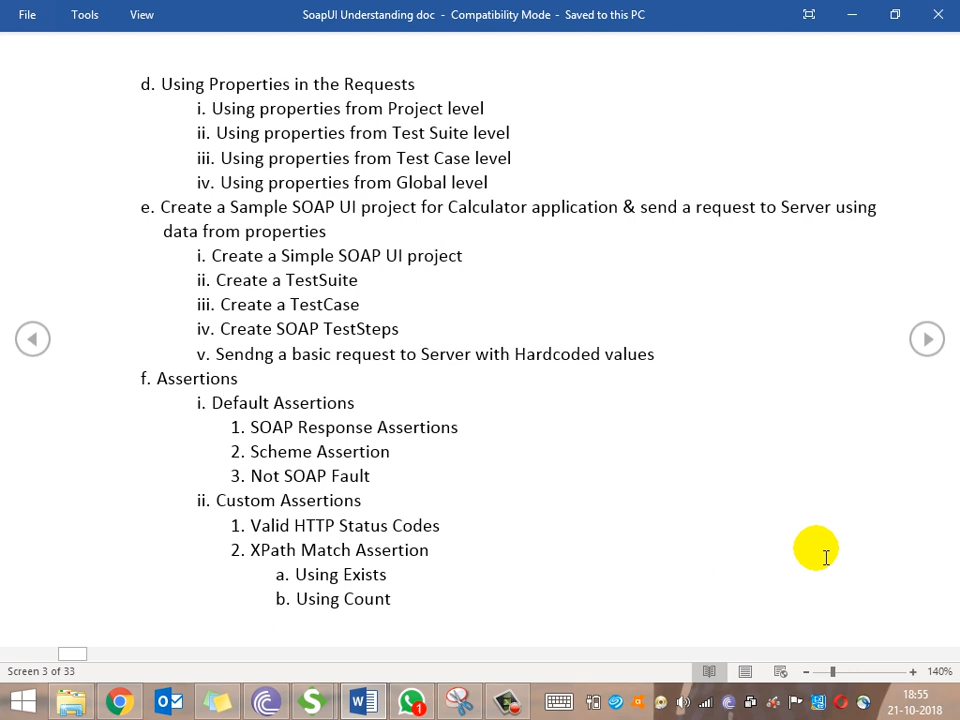 File Tools View SoapUI Understanding doc - Compatibility Mode - Saved to this PC
d. Using Properties in the Requests
i. Using properties from Project level
ii. Using properties from Test Suite level
iii. Using properties from Test Case level
iv. Using properties from Global level
e. Create a Sample SOAP UI project for Calculator application & send a request to Server using
data from properties
i. Create a Simple SOAP UI project
ii. Create a TestSuite
iii. Create a TestCase
iv. Create SOAP TestSteps
v. Sendng a basic request to Server with Hardcoded values
f. Assertions
i. Default Assertions
1. SOAP Response Assertions
2. Scheme Assertion
3. Not SOAP Fault
ii. Custom Assertions
1. Valid HTTP Status Codes
2. XPath Match Assertion
a. Using Exists
b. Using Count
Screen 3 of 33 140%
18:55
21-10-2018